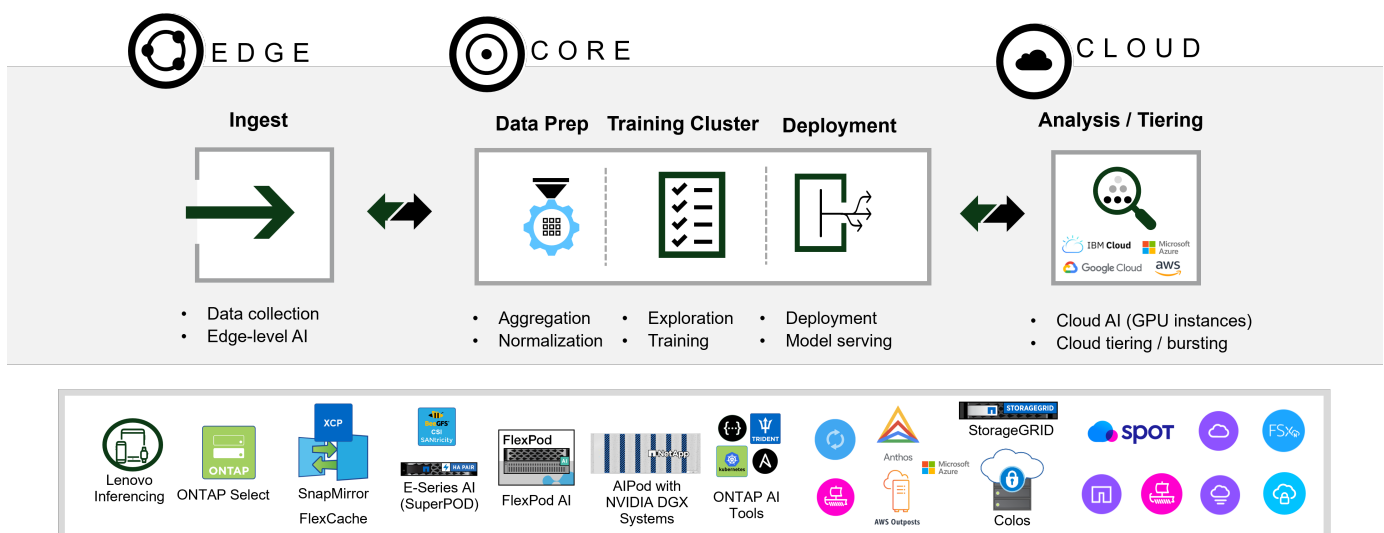 EDGE
CORE
CLOUD
Ingest
Data Prep
Training Cluster
Deployment
Analysis / Tiering
IBM Cloud
Microsoft
Azure
Google Cloud
aws
• Data collection
• Edge-level AI
• Aggregation
• Normalization
• Exploration
• Training
• Deployment
• Model serving
• Cloud AI (GPU instances)
• Cloud tiering / bursting
Lenovo
Inferencing
ONTAP
ONTAP Select
XCP
SnapMirror
FlexCache
BeeGFS
CSI
SANtricity
HA PAIR
E-Series AI
(SuperPOD)
FlexPod
AI
FlexPod AI
NetApp
AIPod with
NVIDIA DGX
Systems
{··}
TRIDENT
kubernetes
ONTAP AI
Tools
Anthos
Microsoft
Azure
AWS Outposts
STORAGEGRID
StorageGRID
Colos
spot
FSx